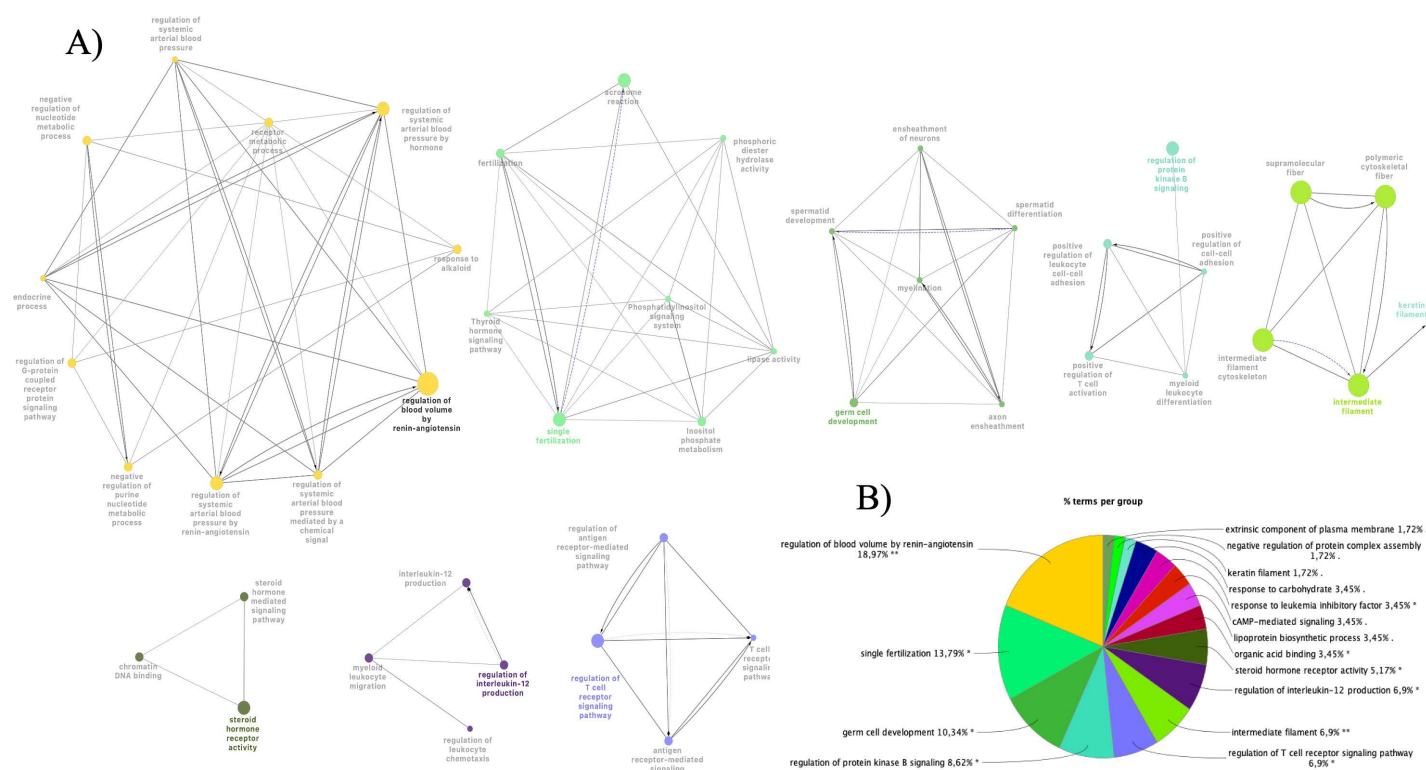 A)
regulation of
systemic
arterial blood
pressure
negative
regulation of
nucleotide
metabolic
process
receptor
metabolic
process
regulation of
systemic
arterial blood
pressure by
hormone
response to
alkaloid
endocrine
process
regulation of
G-protein
coupled
receptor
protein
signaling
pathway
regulation of
blood volume
by
renin-angiotensin
negative
regulation of
purine
nucleotide
metabolic
process
regulation of
systemic
arterial blood
pressure by
renin-angiotensin
regulation of
systemic
arterial blood
pressure
mediated by a
chemical
signal
acrosome
reaction
fertilization
phosphoric
diester
hydrolase
activity
Thyroid
hormone
signaling
pathway
Phosphatidylinositol
signaling
system
lipase activity
single
fertilization
Inositol
phosphate
metabolism
ensheathment
of neurons
spermatid
development
spermatid
differentiation
myelination
germ cell
development
axon
ensheathment
regulation of
protein
kinase B
signaling
positive
regulation of
leukocyte
cell-cell
adhesion
positive
regulation of
cell-cell
adhesion
positive
regulation of
T cell
activation
myeloid
leukocyte
differentiation
supramolecular
fiber
polymeric
cytoskeletal
fiber
keratin
filament
intermediate
filament
cytoskeleton
intermediate
filament
steroid
hormone
mediated
signaling
pathway
chromatin
DNA binding
steroid
hormone
receptor
activity
interleukin-12
production
myeloid
leukocyte
migration
regulation of
interleukin-12
production
regulation of
leukocyte
chemotaxis
regulation of
antigen
receptor-mediated
signaling
pathway
regulation of
T cell
receptor
signaling
pathway
T cell
receptor
signaling
pathway
antigen
receptor-mediated
signaling
B)
% terms per group
regulation of blood volume by renin-angiotensin
18,97% **
single fertilization 13,79% *
germ cell development 10,34% *
regulation of protein kinase B signaling 8,62% *
extrinsic component of plasma membrane 1,72% .
negative regulation of protein complex assembly
1,72% .
keratin filament 1,72% .
response to carbohydrate 3,45% .
response to leukemia inhibitory factor 3,45% *
cAMP-mediated signaling 3,45% .
lipoprotein biosynthetic process 3,45% .
organic acid binding 3,45% *
steroid hormone receptor activity 5,17% *
regulation of interleukin-12 production 6,9% *
intermediate filament 6,9% **
regulation of T cell receptor signaling pathway
6,9% *